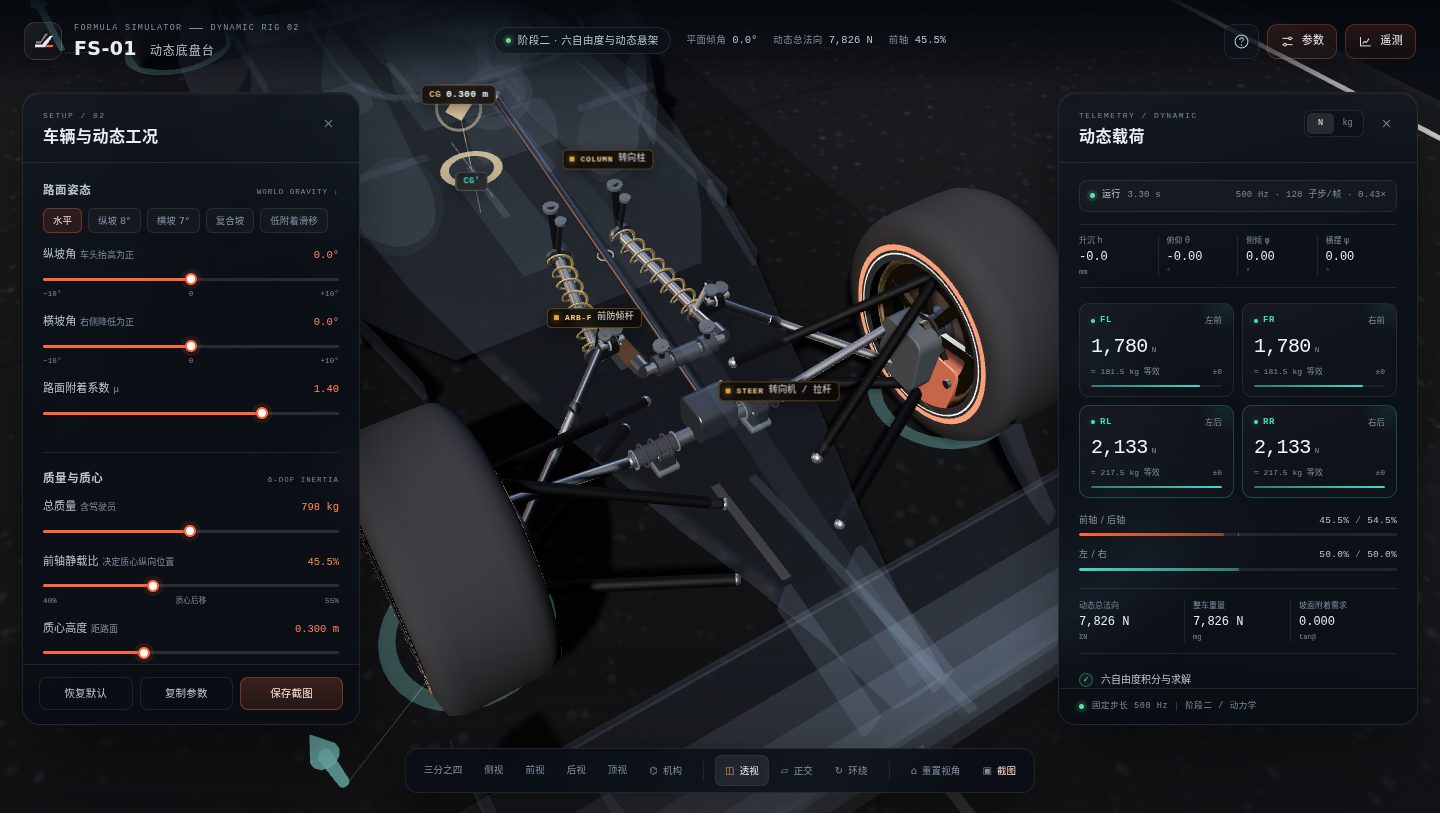 FORMULA SIMULATOR — DYNAMIC RIG 02
FS-01 动态底盘台
阶段二 · 六自由度与动态悬架
平面倾角 0.0°
动态总法向 7,826 N
前轴 45.5%
参数
遥测
SETUP / 02
车辆与动态工况
×
路面姿态
WORLD GRAVITY ↓
水平
纵坡 8°
横坡 7°
复合坡
低附着滑移
纵坡角 车头抬高为正
0.0°
−10°
0
+10°
横坡角 右侧降低为正
0.0°
−10°
0
+10°
路面附着系数 μ
1.40
质量与质心
6-DOF INERTIA
总质量 含驾驶员
798 kg
前轴静载比 决定质心纵向位置
45.5%
40%
质心后移
55%
质心高度 距路面
0.300 m
恢复默认
复制参数
保存截图
CG 0.300 m
CG'
COLUMN 转向柱
ARB-F 前防倾杆
STEER 转向机 / 拉杆
TELEMETRY / DYNAMIC
动态载荷
N
kg
×
运行 3.30 s
500 Hz · 128 子步/帧 · 0.43×
升沉 h
-0.0
mm
俯仰 θ
-0.00
°
侧倾 φ
0.00
°
横摆 ψ
0.00
°
FL
左前
1,780 N
≈ 181.5 kg 等效
±0
FR
右前
1,780 N
≈ 181.5 kg 等效
±0
RL
左后
2,133 N
≈ 217.5 kg 等效
±0
RR
右后
2,133 N
≈ 217.5 kg 等效
±0
前轴 / 后轴
45.5% / 54.5%
左 / 右
50.0% / 50.0%
动态总法向
7,826 N
ΣN
整车重量
7,826 N
mg
坡面附着需求
0.000
tanβ
六自由度积分与求解
固定步长 500 Hz | 阶段二 / 动力学
三分之四
侧视
前视
后视
顶视
机构
透视
正交
环绕
重置视角
截图